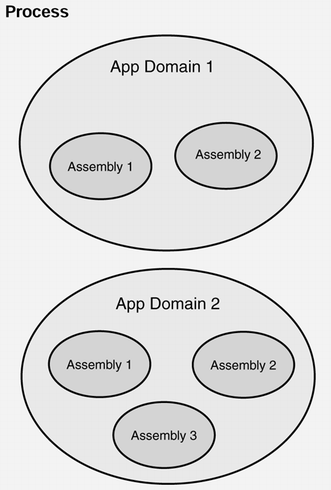 Process
App Domain 1
Assembly 1
Assembly 2
App Domain 2
Assembly 1
Assembly 2
Assembly 3